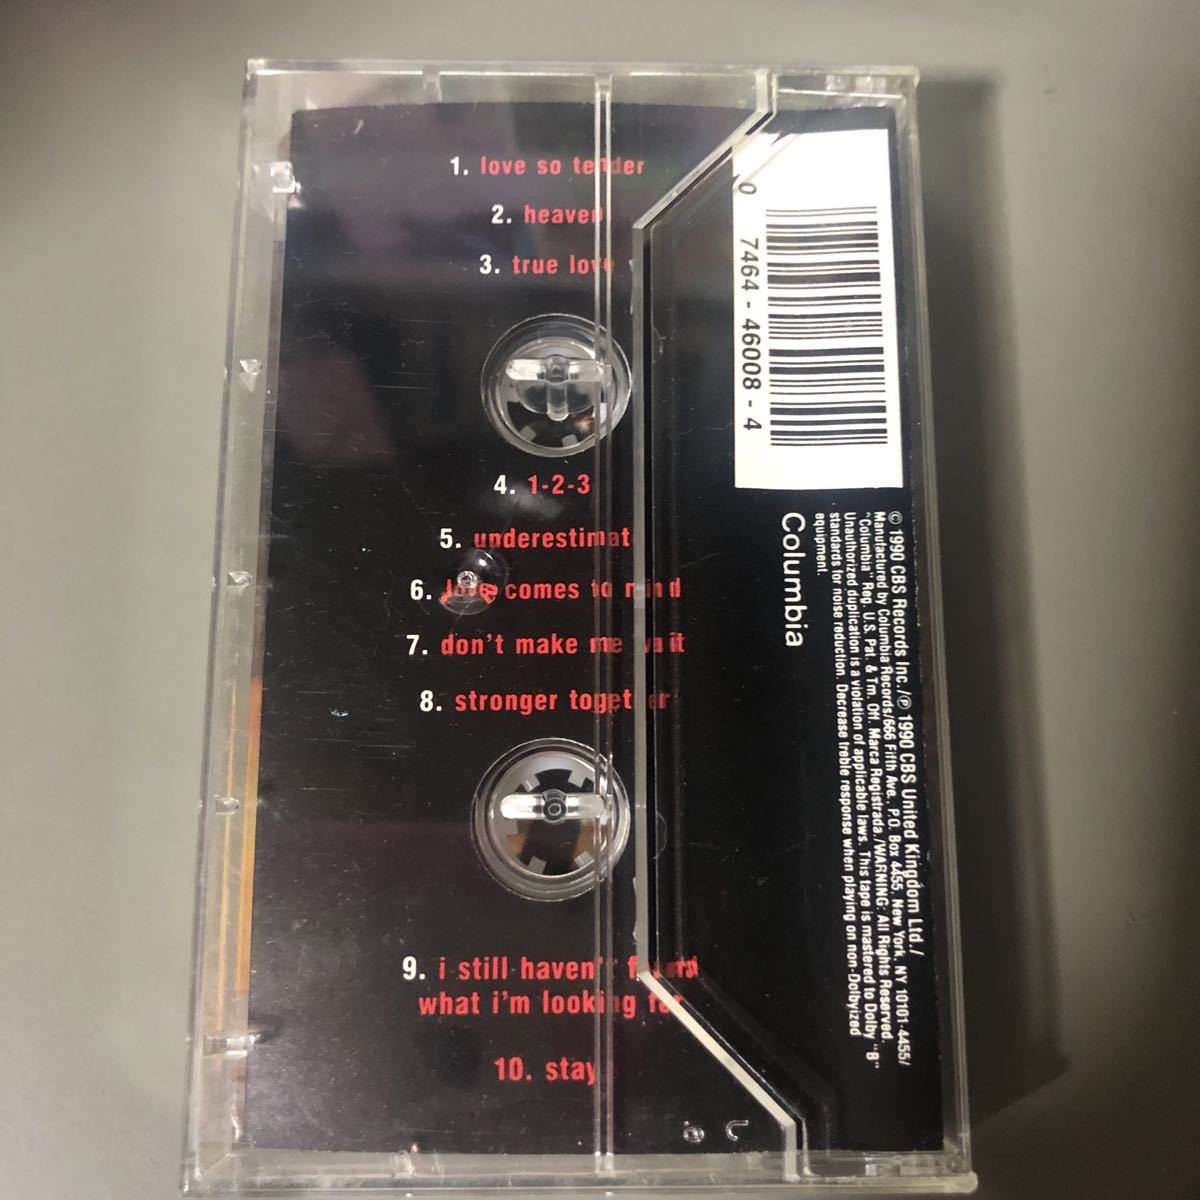 1. love so tender
2. heaven
3. true love
4. 1-2-3
5. underestimate
6. love comes to mind
7. don't make me wait
8. stronger together
9. i still haven't found
what i'm looking for
10. stay
0 7464-46008-4
Columbia
© 1990 CBS Records Inc./℗ 1990 CBS United Kingdom Ltd./
Manufactured by Columbia Records/666 Fifth Ave., P.O. Box 4455, New York, NY 10101-4455/
"Columbia" Reg. U.S. Pat. & Tm. Off. Marca Registrada./WARNING: All Rights Reserved.
Unauthorized duplication is a violation of applicable laws. This tape is mastered to Dolby "B"
standards for noise reduction. Decrease treble response when playing on non-Dolbyized
equipment.